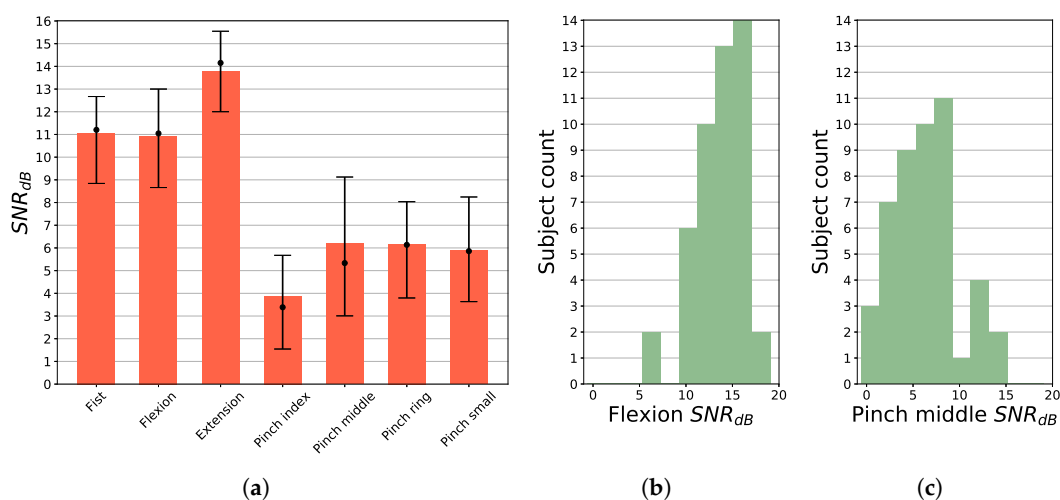 16
15
14
13
12
11
10
9
8
7
6
5
4
3
2
1
0
SNR_dB
Fist
Flexion
Extension
Pinch index
Pinch middle
Pinch ring
Pinch small
(a)
14
13
12
11
10
9
8
7
6
5
4
3
2
1
0
Subject count
0 5 10 15 20
Flexion SNR_dB
(b)
14
13
12
11
10
9
8
7
6
5
4
3
2
1
0
Subject count
0 5 10 15 20
Pinch middle SNR_dB
(c)